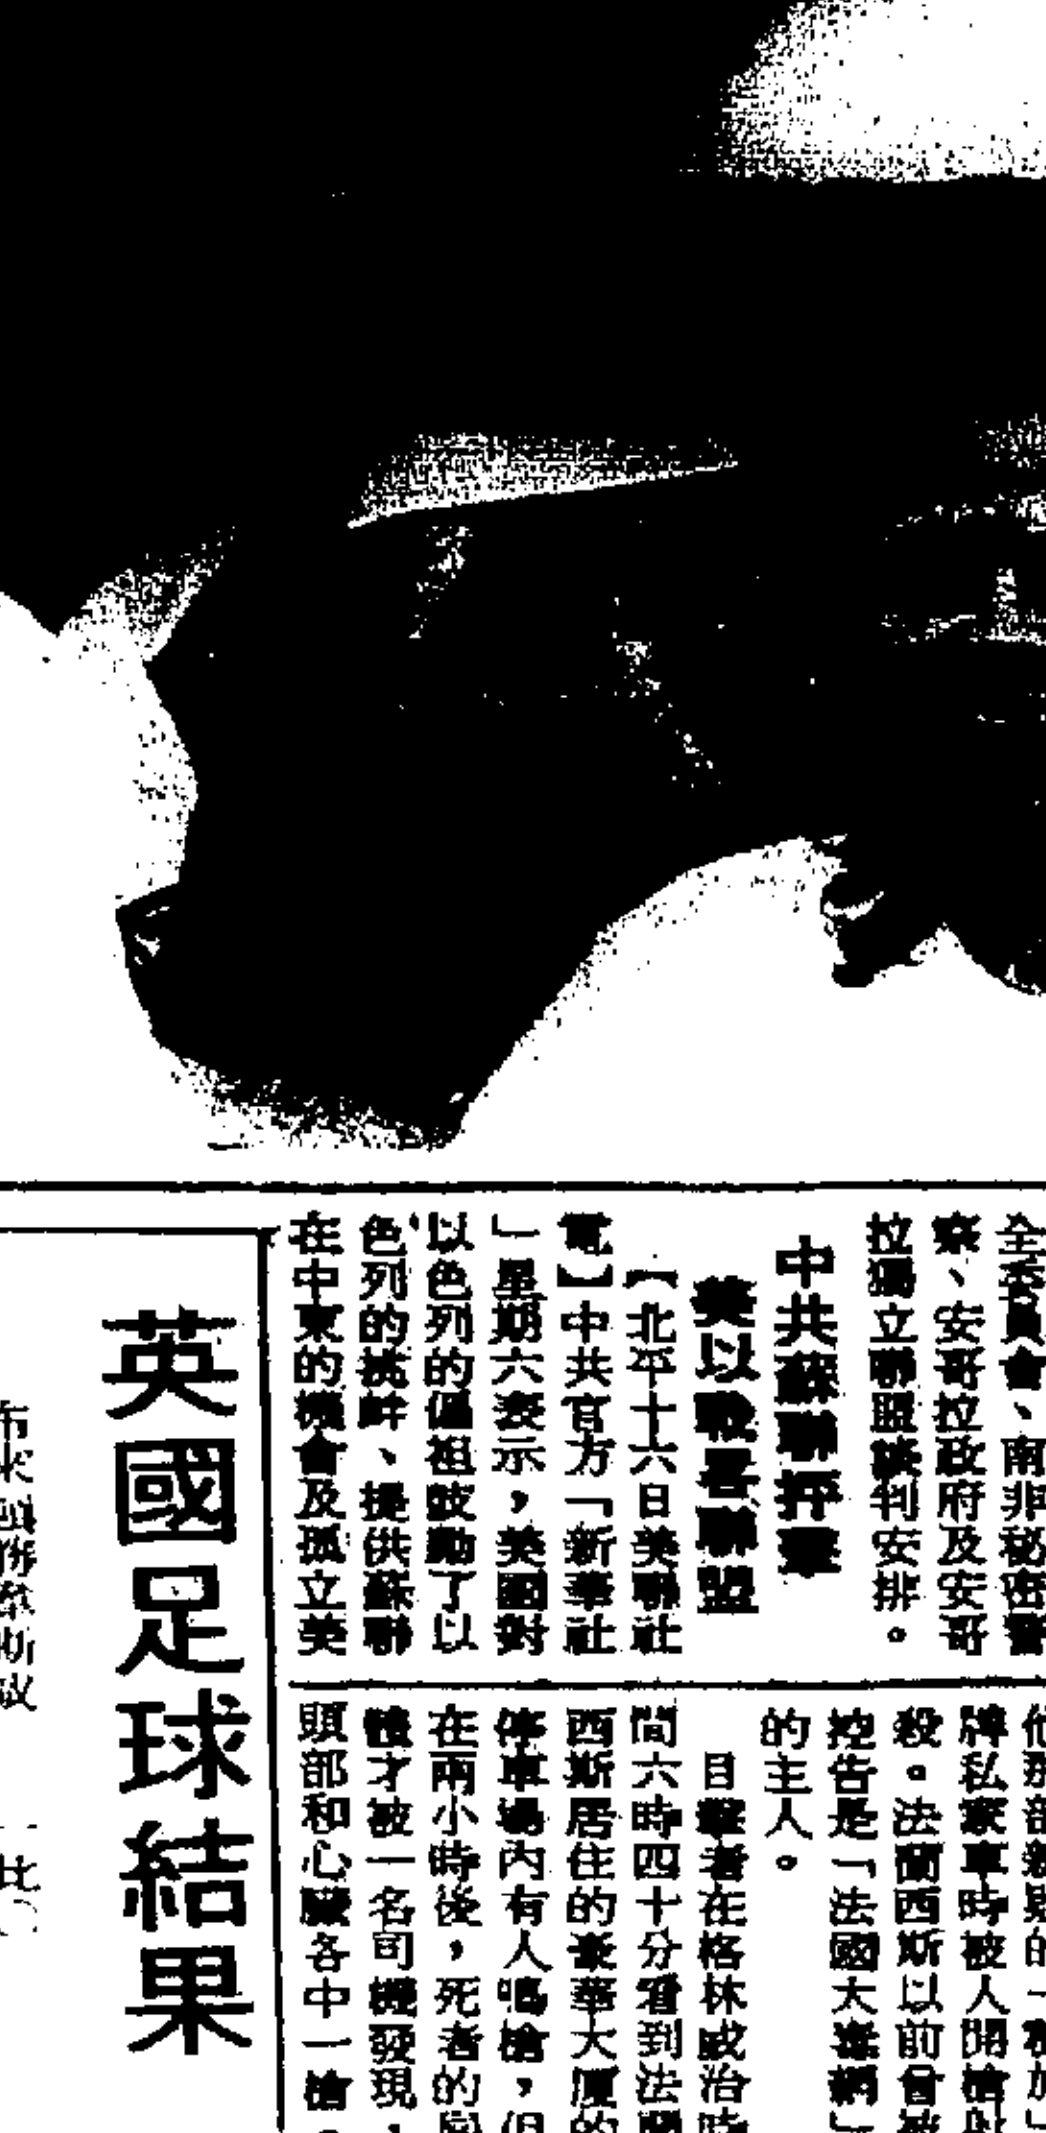 全委員會、南非秘密警
察、安哥拉政府及安哥
拉獨立聯盟談判安排。
中共蘇聯抨擊
美以戰畧聯盟
【北平十六日美聯社
電】中共官方「新華社
」星期六表示，美國對
以色列的偏袒鼓勵了以
色列的挑衅、提供蘇聯
在中東的機會及孤立美
牌私家車時被人開槍射
殺。法蘭西斯以前曾被
控告是「法國大毒網」
的主人。
目擊者在格林威治時
間六時四十分看到法蘭
西斯居住的豪華大厦的
停車場內有人鳴槍，但
在兩小時後，死者的屍
體才被一名司機發現，
頭部和心臟各中一槍。
英國足球結果